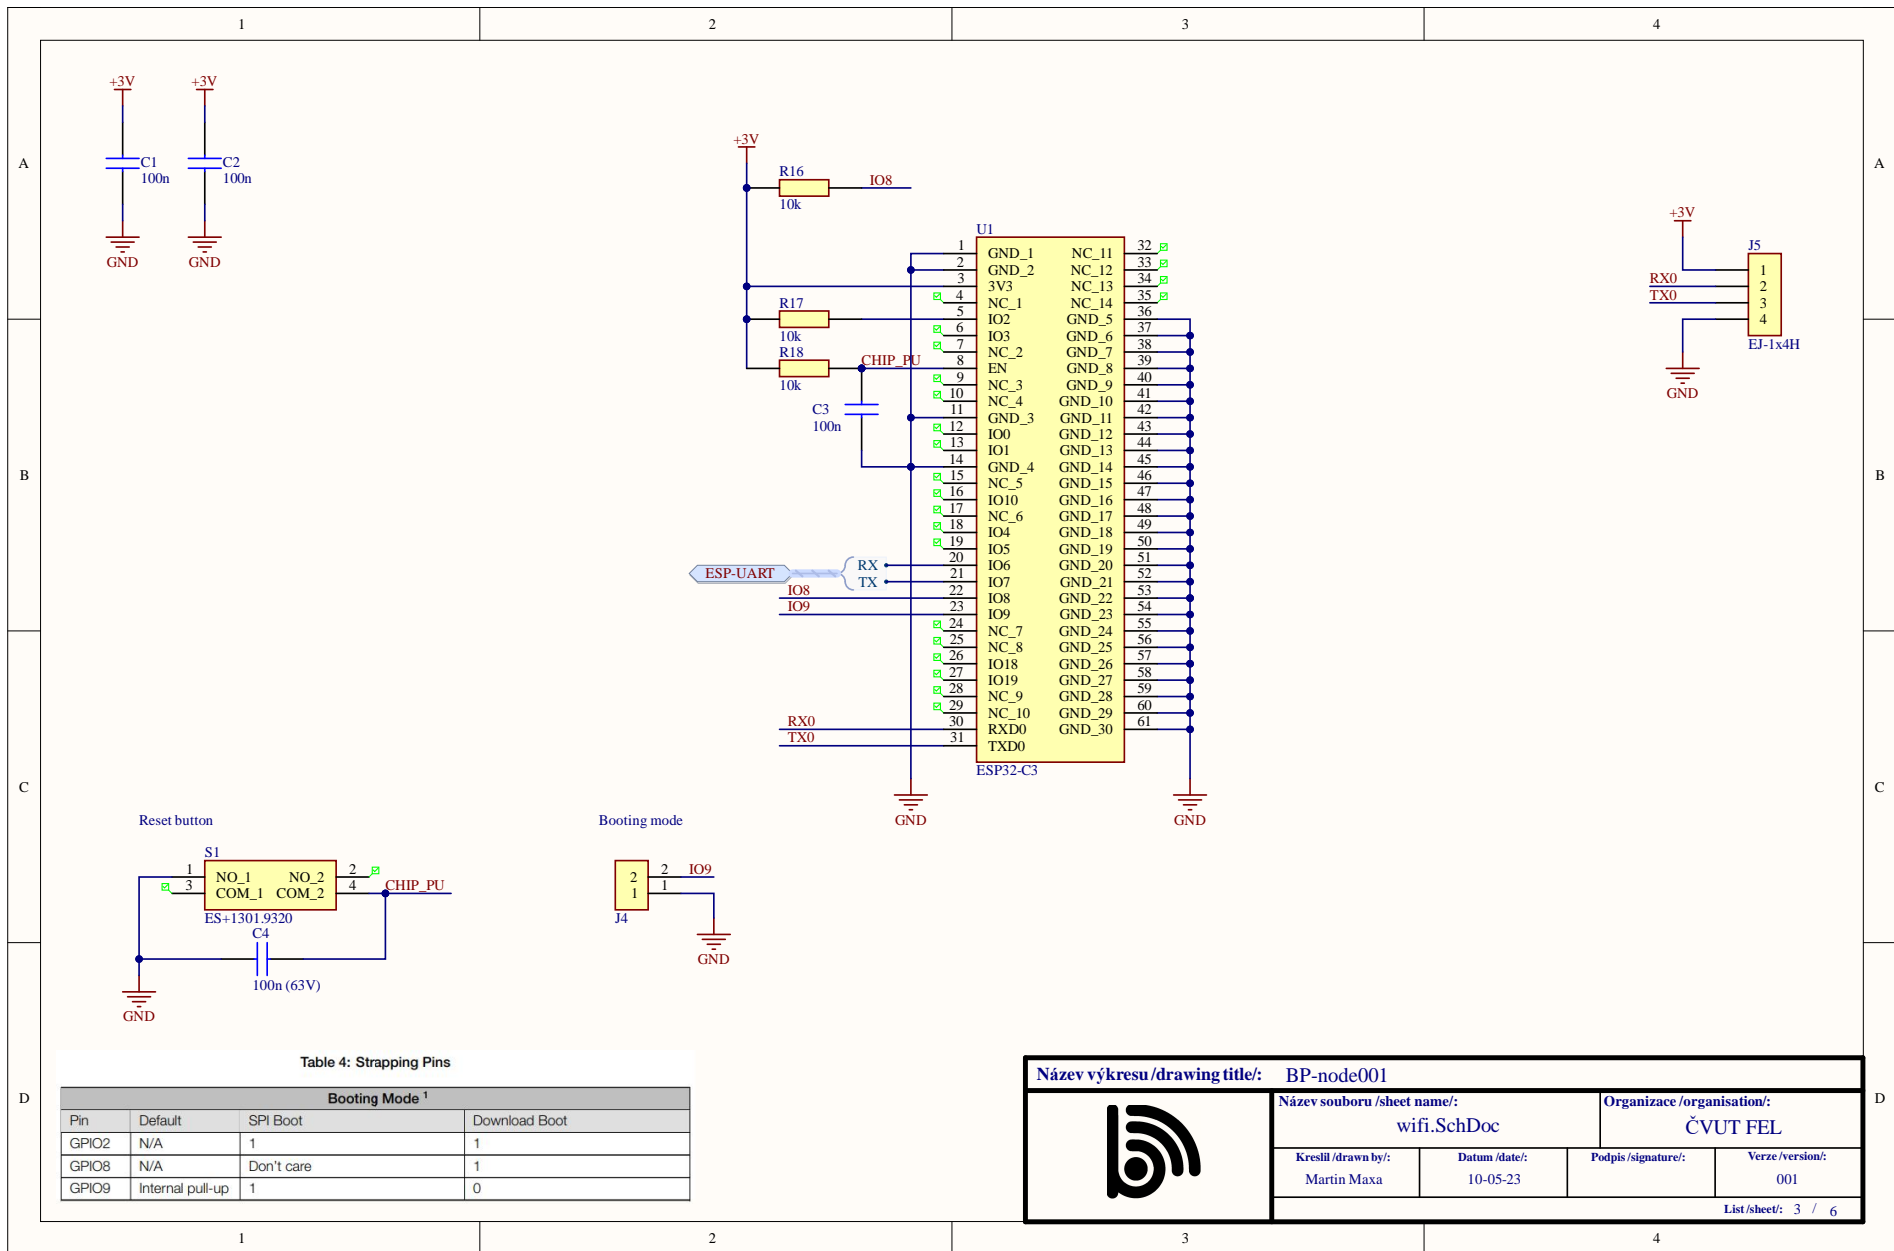 1 2 3 4
A A
B B
C C
D D
+3V +3V
C1
100n
C2
100n
GND GND
+3V
R16
10k
IO8
R17
10k
R18
10k
CHIP_PU
C3
100n
U1
1 GND_1 NC_11 32
2 GND_2 NC_12 33
3 3V3 NC_13 34
4 NC_1 NC_14 35
5 IO2 GND_5 36
6 IO3 GND_6 37
7 NC_2 GND_7 38
8 EN GND_8 39
9 NC_3 GND_9 40
10 NC_4 GND_10 41
11 GND_3 GND_11 42
12 IO0 GND_12 43
13 IO1 GND_13 44
14 GND_4 GND_14 45
15 NC_5 GND_15 46
16 IO10 GND_16 47
17 NC_6 GND_17 48
18 IO4 GND_18 49
19 IO5 GND_19 50
20 IO6 GND_20 51
21 IO7 GND_21 52
22 IO8 GND_22 53
23 IO9 GND_23 54
24 NC_7 GND_24 55
25 NC_8 GND_25 56
26 IO18 GND_26 57
27 IO19 GND_27 58
28 NC_9 GND_28 59
29 NC_10 GND_29 60
30 RXD0 GND_30 61
31 TXD0
ESP32-C3
ESP-UART RX
TX
IO8
IO9
RX0
TX0
GND GND
+3V
J5
RX0
TX0
1
2
3
4
EJ-1x4H
GND
Reset button
S1
1 NO_1 NO_2 2
3 COM_1 COM_2 4
CHIP_PU
ES+1301.9320
C4
100n (63V)
GND
Booting mode
2 2 IO9
1 1
J4
GND
Table 4: Strapping Pins
Booting Mode 1
Pin Default SPI Boot Download Boot
GPIO2 N/A 1 1
GPIO8 N/A Don't care 1
GPIO9 Internal pull-up 1 0
Název výkresu /drawing title/: BP-node001
Název souboru /sheet name/: Organizace /organisation/:
wifi.SchDoc ČVUT FEL
Kreslil /drawn by/: Datum /date/: Podpis /signature/: Verze /version/:
Martin Maxa 10-05-23 001
List /sheet/: 3 / 6
1 2 3 4